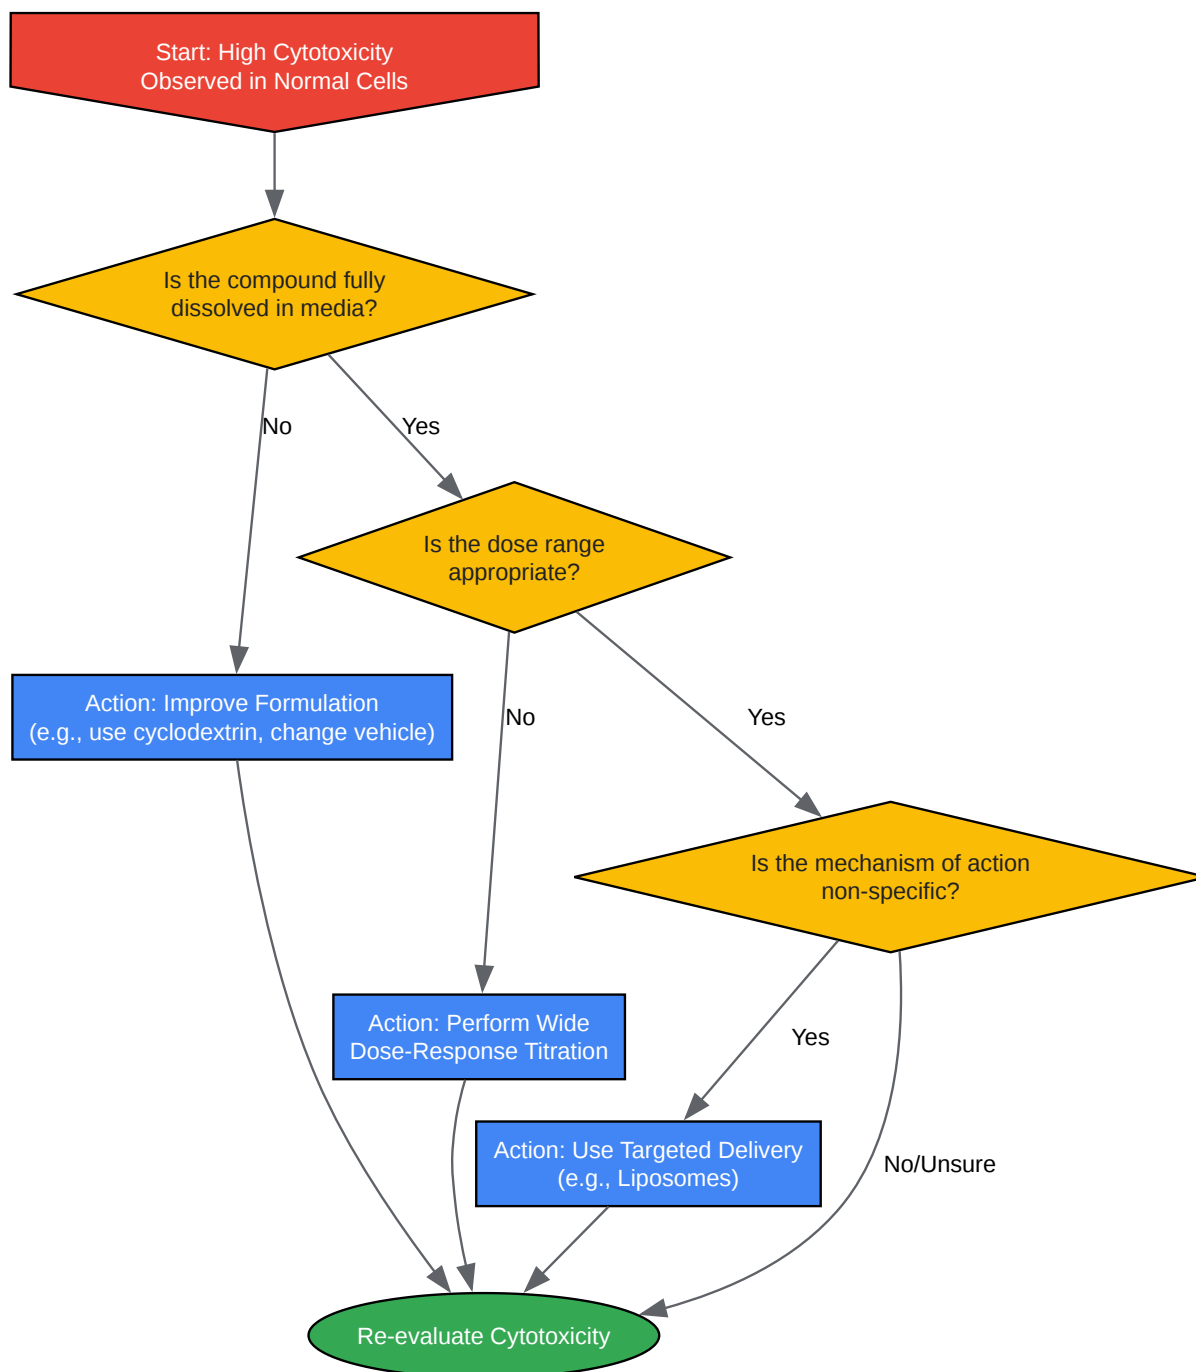 Start: High Cytotoxicity
Observed in Normal Cells
Is the compound fully
dissolved in media?
No
Yes
Is the dose range
appropriate?
Action: Improve Formulation
(e.g., use cyclodextrin, change vehicle)
No
Yes
Is the mechanism of action
non-specific?
Action: Perform Wide
Dose-Response Titration
Yes
Action: Use Targeted Delivery
(e.g., Liposomes)
No/Unsure
Re-evaluate Cytotoxicity